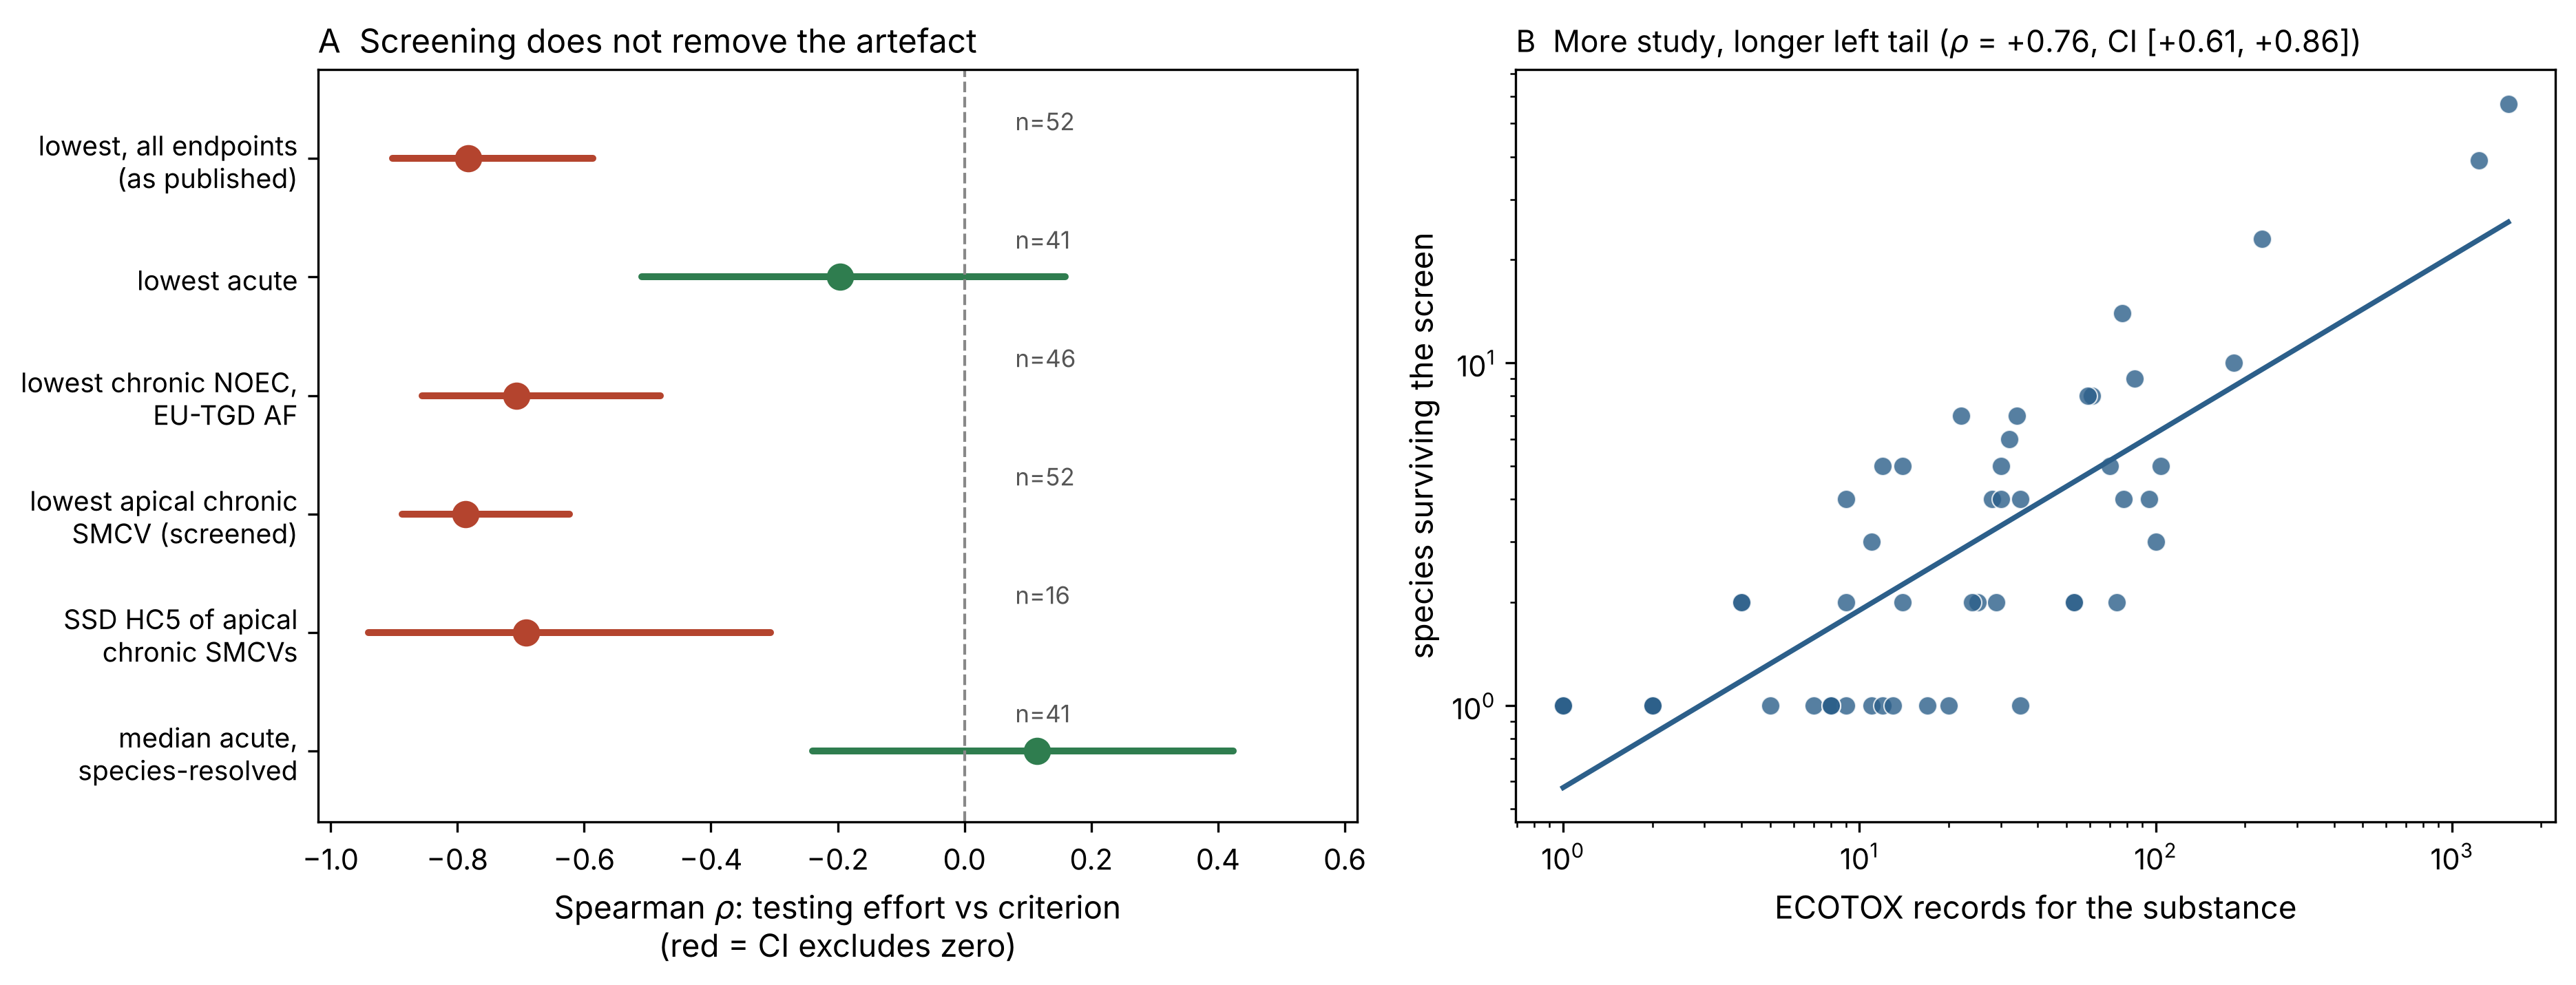 A Screening does not remove the artefact
lowest, all endpoints
(as published)
n=52
lowest acute
n=41
lowest chronic NOEC,
EU-TGD AF
n=46
lowest apical chronic
SMCV (screened)
n=52
SSD HC5 of apical
chronic SMCVs
n=16
median acute,
species-resolved
n=41
−1.0 −0.8 −0.6 −0.4 −0.2 0.0 0.2 0.4 0.6
Spearman ρ: testing effort vs criterion
(red = CI excludes zero)
B More study, longer left tail (ρ = +0.76, CI [+0.61, +0.86])
species surviving the screen
10¹
10⁰
10⁰ 10¹ 10² 10³
ECOTOX records for the substance